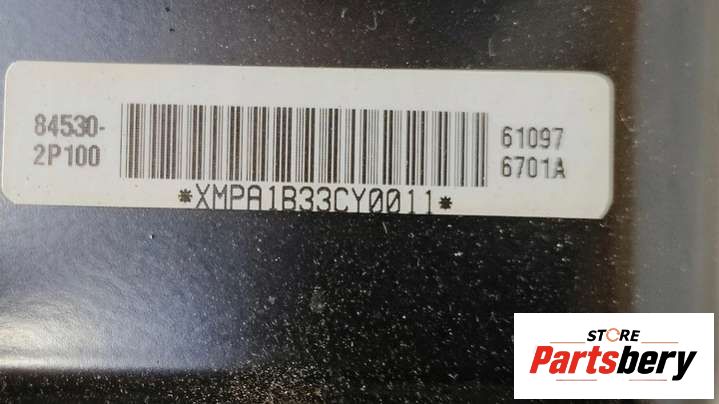 84530-
2P100
61097
6701A
*XMPA1B33CY0011*
STORE
Partsbery